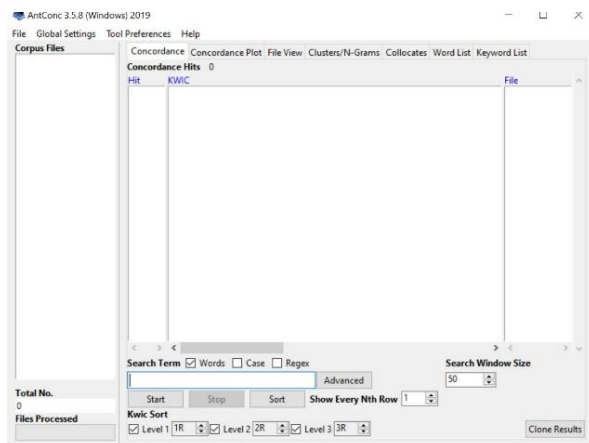 AntConc 3.5.8 (Windows) 2019
File Global Settings Tool Preferences Help
Corpus Files
Concordance Concordance Plot File View Clusters/N-Grams Collocates Word List Keyword List
Concordance Hits 0
Hit KWIC File
Search Term Words Case Regex Search Window Size
Advanced 50
Start Stop Sort Show Every Nth Row 1
Total No.
0
Files Processed
Kwic Sort
Level 1 1R Level 2 2R Level 3 3R Clone Results